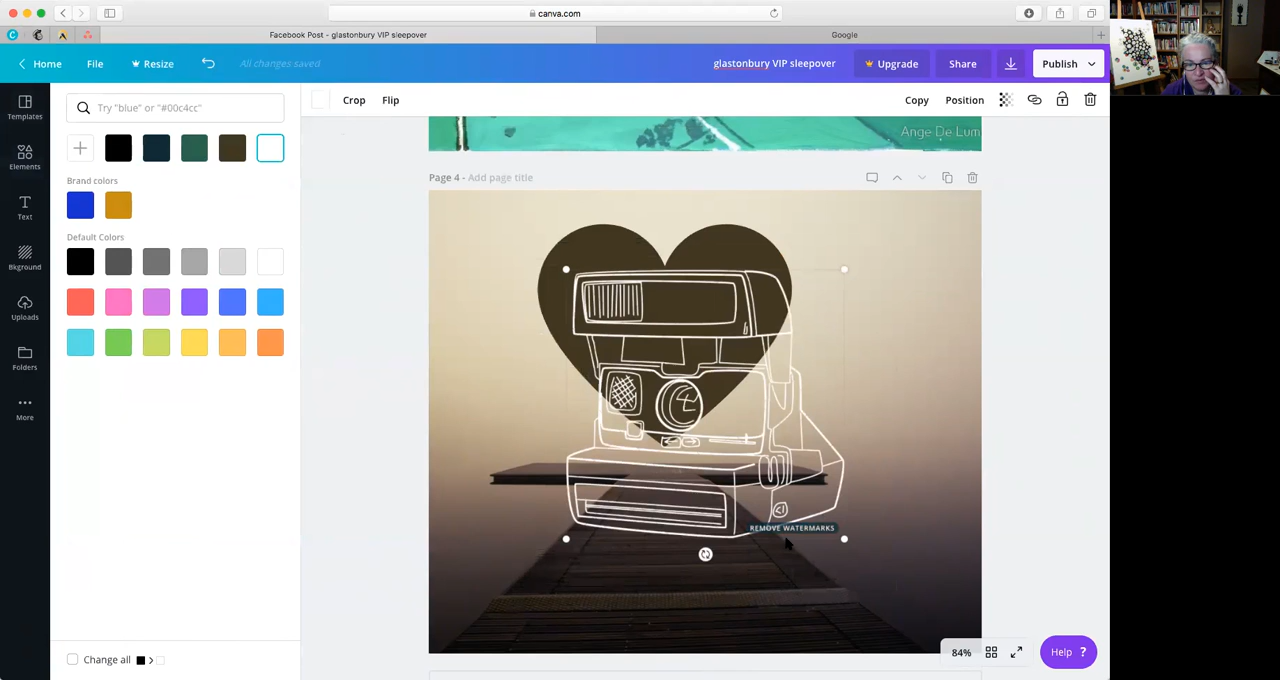 canva.com
Facebook Post - glastonbury VIP sleepover
Google
Home
File
Resize
All changes saved
glastonbury VIP sleepover
Upgrade
Share
Publish
Templates
Elements
Text
Bkground
Uploads
Folders
More
Try "blue" or "#00c4cc"
Brand colors
Default Colors
Change all
Crop
Flip
Copy
Position
Ange De Lum
Page 4 - Add page title
REMOVE WATERMARKS
84%
Help ?